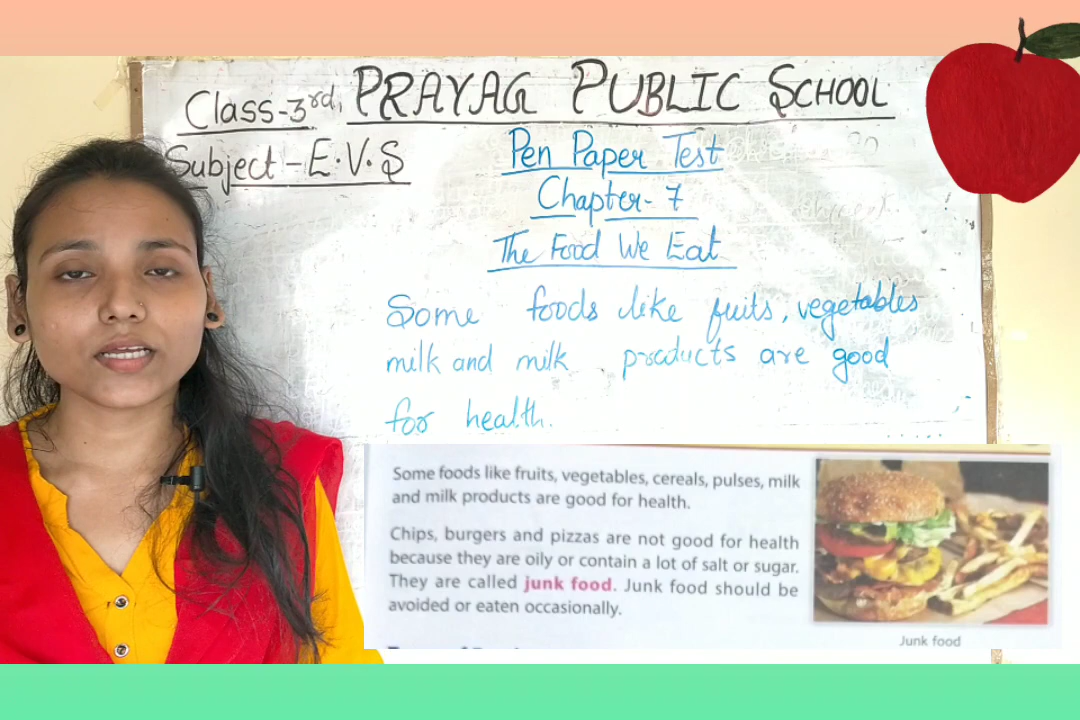 Class-3rd, PRAYAG PUBLIC SCHOOL
Subject - E.V.S
Pen Paper Test
Chapter- 7
The Food We Eat
Some foods like fruits, vegetables
milk and milk products are good
for health.
Some foods like fruits, vegetables, cereals, pulses, milk
and milk products are good for health.
Chips, burgers and pizzas are not good for health
because they are oily or contain a lot of salt or sugar.
They are called junk food. Junk food should be
avoided or eaten occasionally.
Junk food